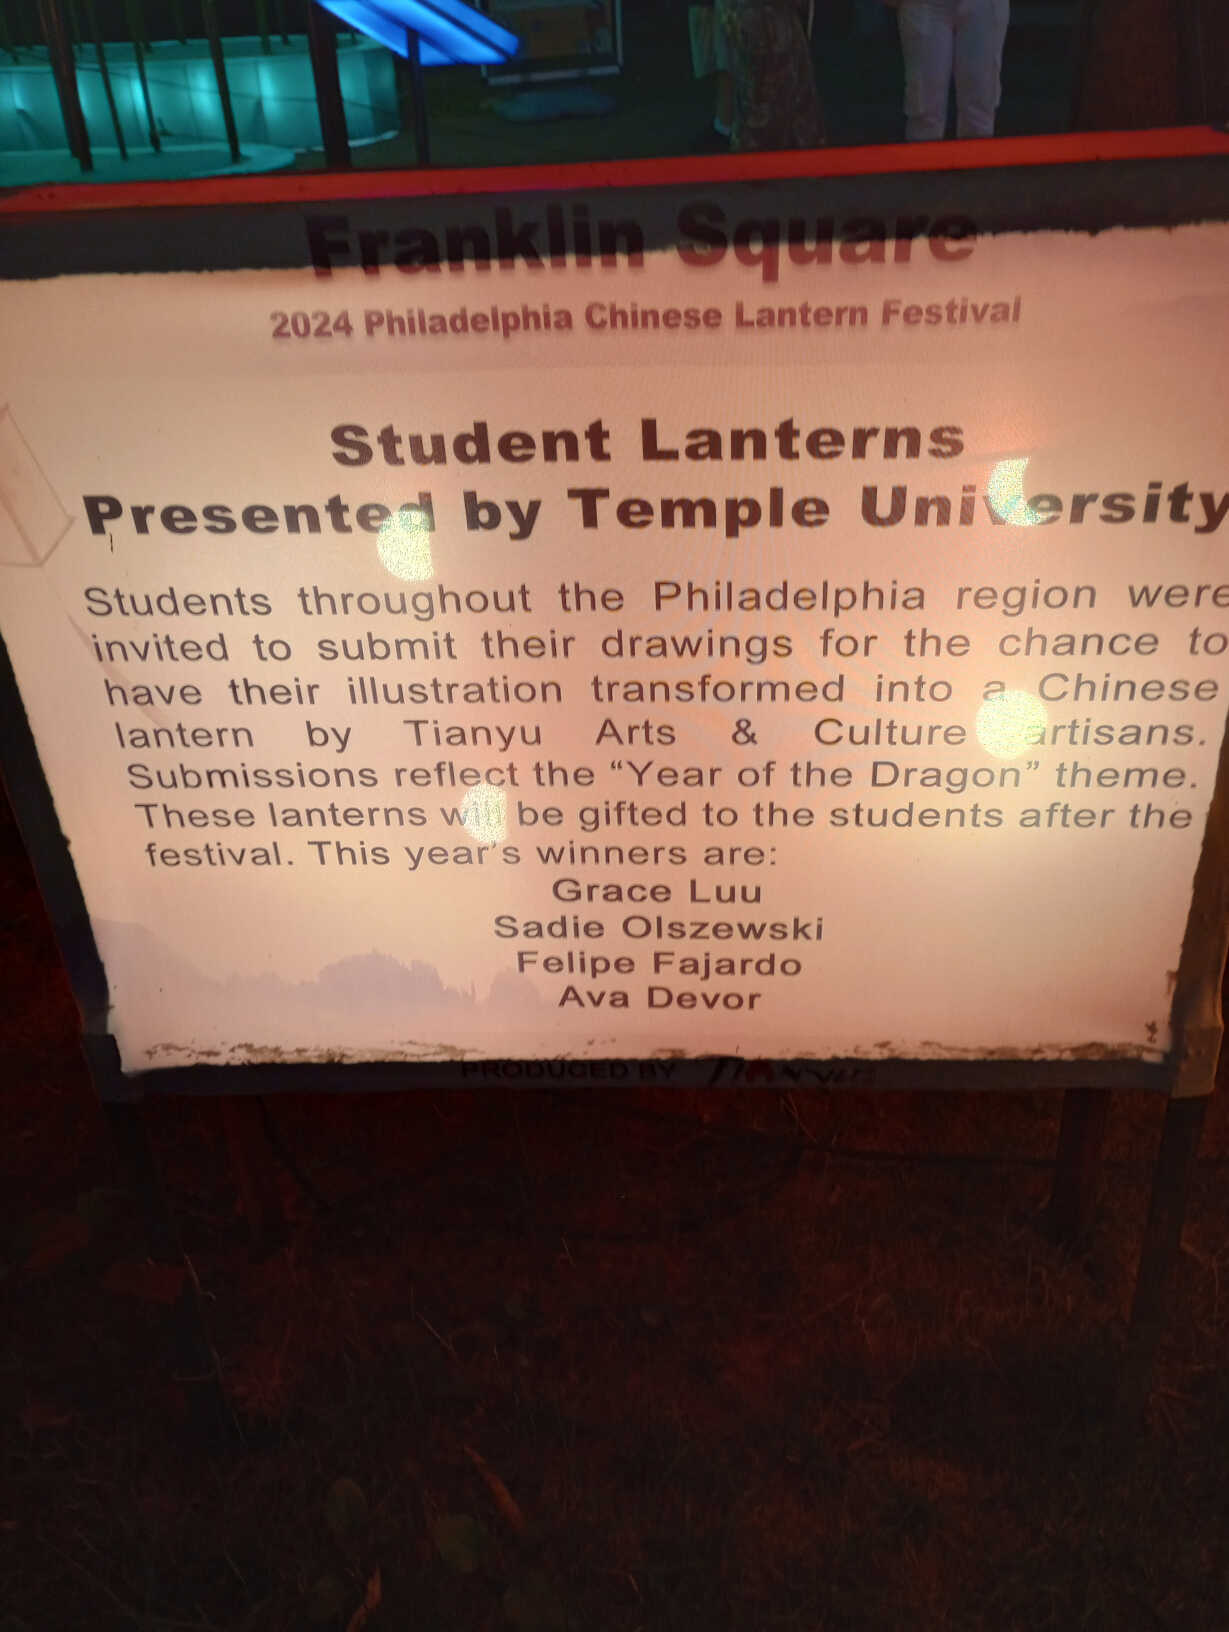 Franklin Square
2024 Philadelphia Chinese Lantern Festival
Student Lanterns
Presented by Temple University
Students throughout the Philadelphia region were
invited to submit their drawings for the chance to
have their illustration transformed into a Chinese
lantern by Tianyu Arts & Culture artisans.
Submissions reflect the “Year of the Dragon” theme.
These lanterns will be gifted to the students after the
festival. This year's winners are:
Grace Luu
Sadie Olszewski
Felipe Fajardo
Ava Devor
PRODUCED BY TIANYU